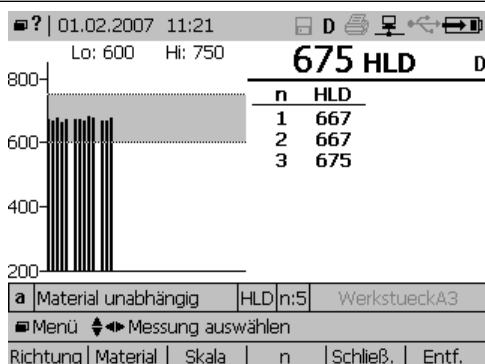 ? 01.02.2007 11:21 D
Lo: 600 Hi: 750
675 HLD D
800
600
400
200
n HLD
1 667
2 667
3 675
a Material unabhängig HLD n:5 WerkstueckA3
Menü Messung auswählen
Richtung Material Skala n Schließ. Entf.